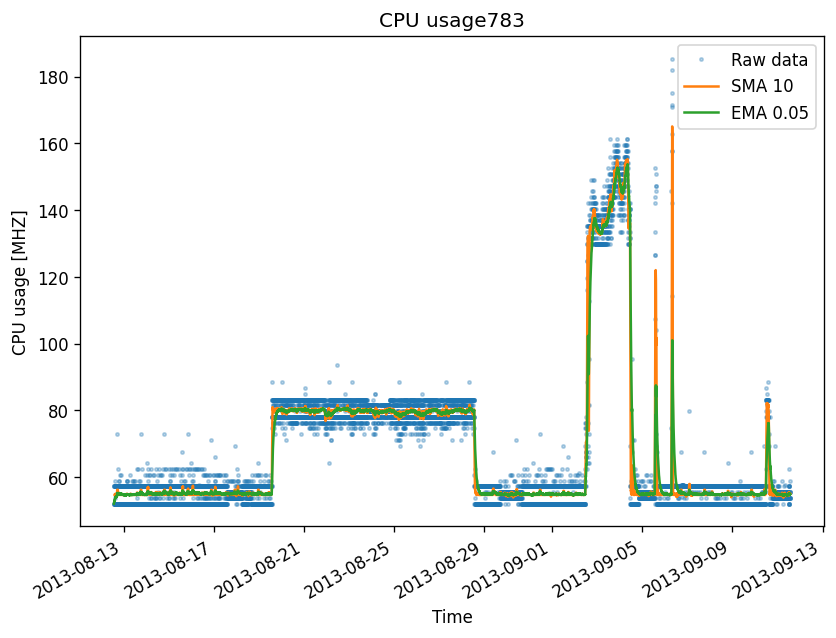 CPU usage783
Raw data
SMA 10
EMA 0.05
CPU usage [MHZ]
180
160
140
120
100
80
60
2013-08-13
2013-08-17
2013-08-21
2013-08-25
2013-08-29
2013-09-01
2013-09-05
2013-09-09
2013-09-13
Time